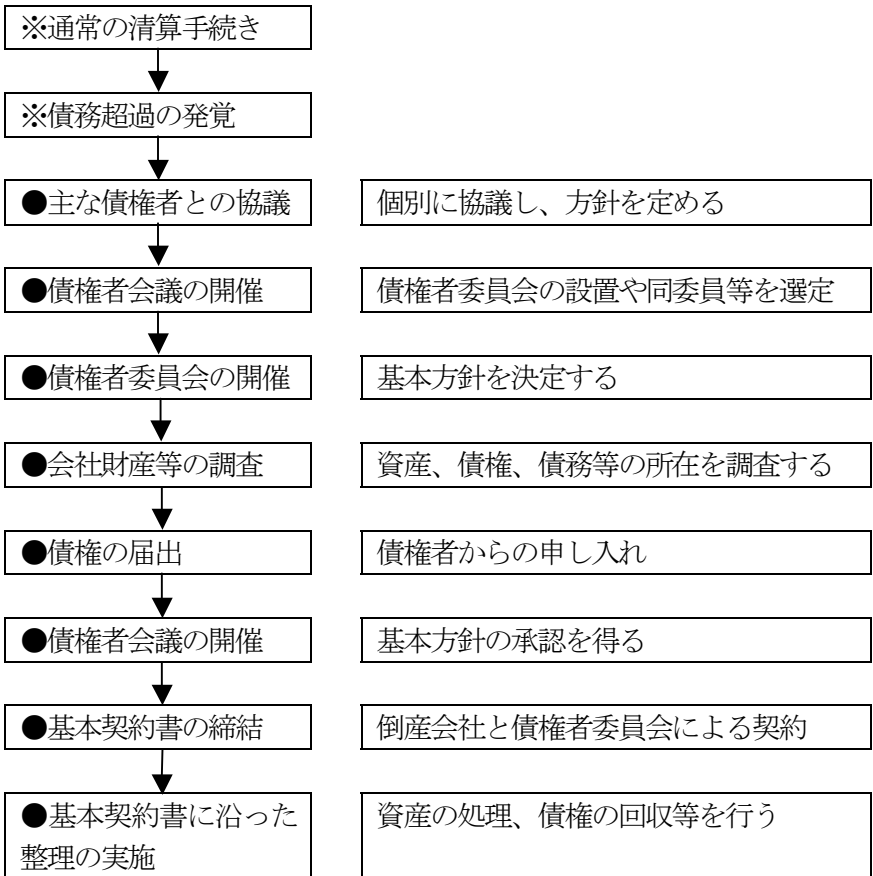 ※通常の清算手続き
※債務超過の発覚
●主な債権者との協議
個別に協議し、方針を定める
●債権者会議の開催
債権者委員会の設置や同委員等を選定
●債権者委員会の開催
基本方針を決定する
●会社財産等の調査
資産、債権、債務等の所在を調査する
●債権の届出
債権者からの申し入れ
●債権者会議の開催
基本方針の承認を得る
●基本契約書の締結
倒産会社と債権者委員会による契約
●基本契約書に沿った
整理の実施
資産の処理、債権の回収等を行う